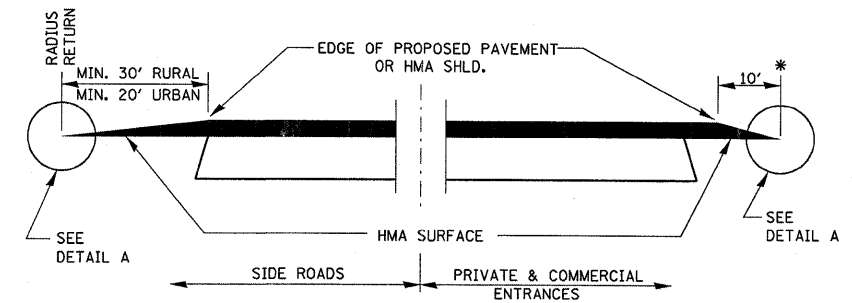 RADIUS
RETURN
MIN. 30' RURAL
MIN. 20' URBAN
EDGE OF PROPOSED PAVEMENT
OR HMA SHLD.
10'
*
SEE
DETAIL A
HMA SURFACE
SEE
DETAIL A
SIDE ROADS
PRIVATE & COMMERCIAL
ENTRANCES